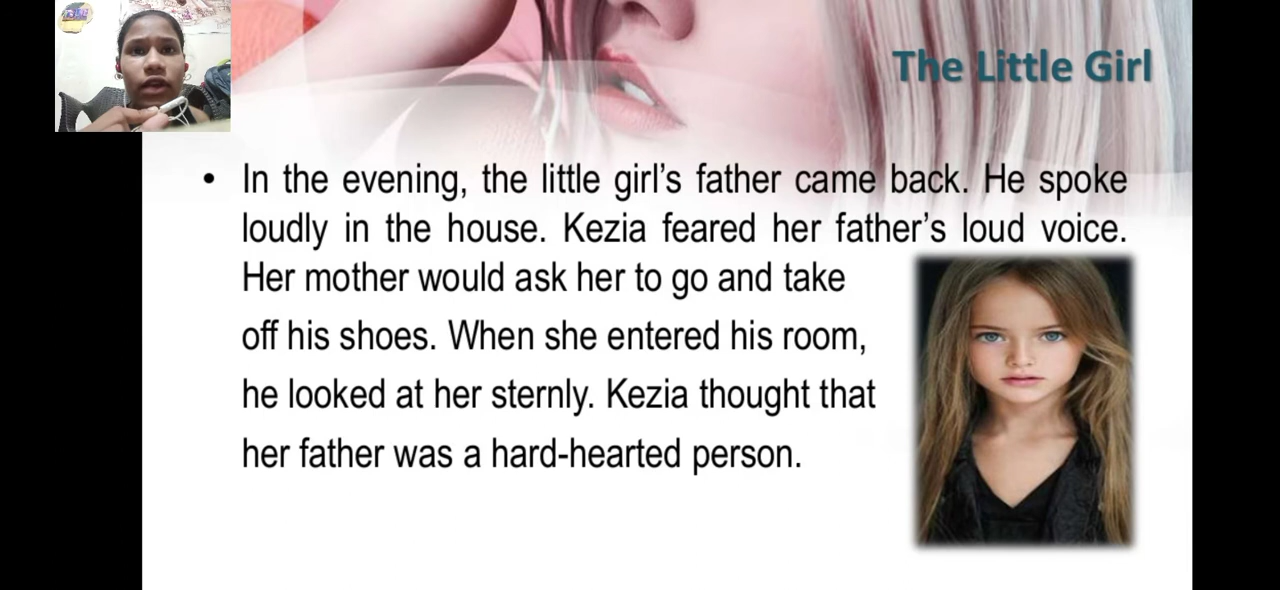 The Little Girl
• In the evening, the little girl's father came back. He spoke
loudly in the house. Kezia feared her father's loud voice.
Her mother would ask her to go and take
off his shoes. When she entered his room,
he looked at her sternly. Kezia thought that
her father was a hard-hearted person.